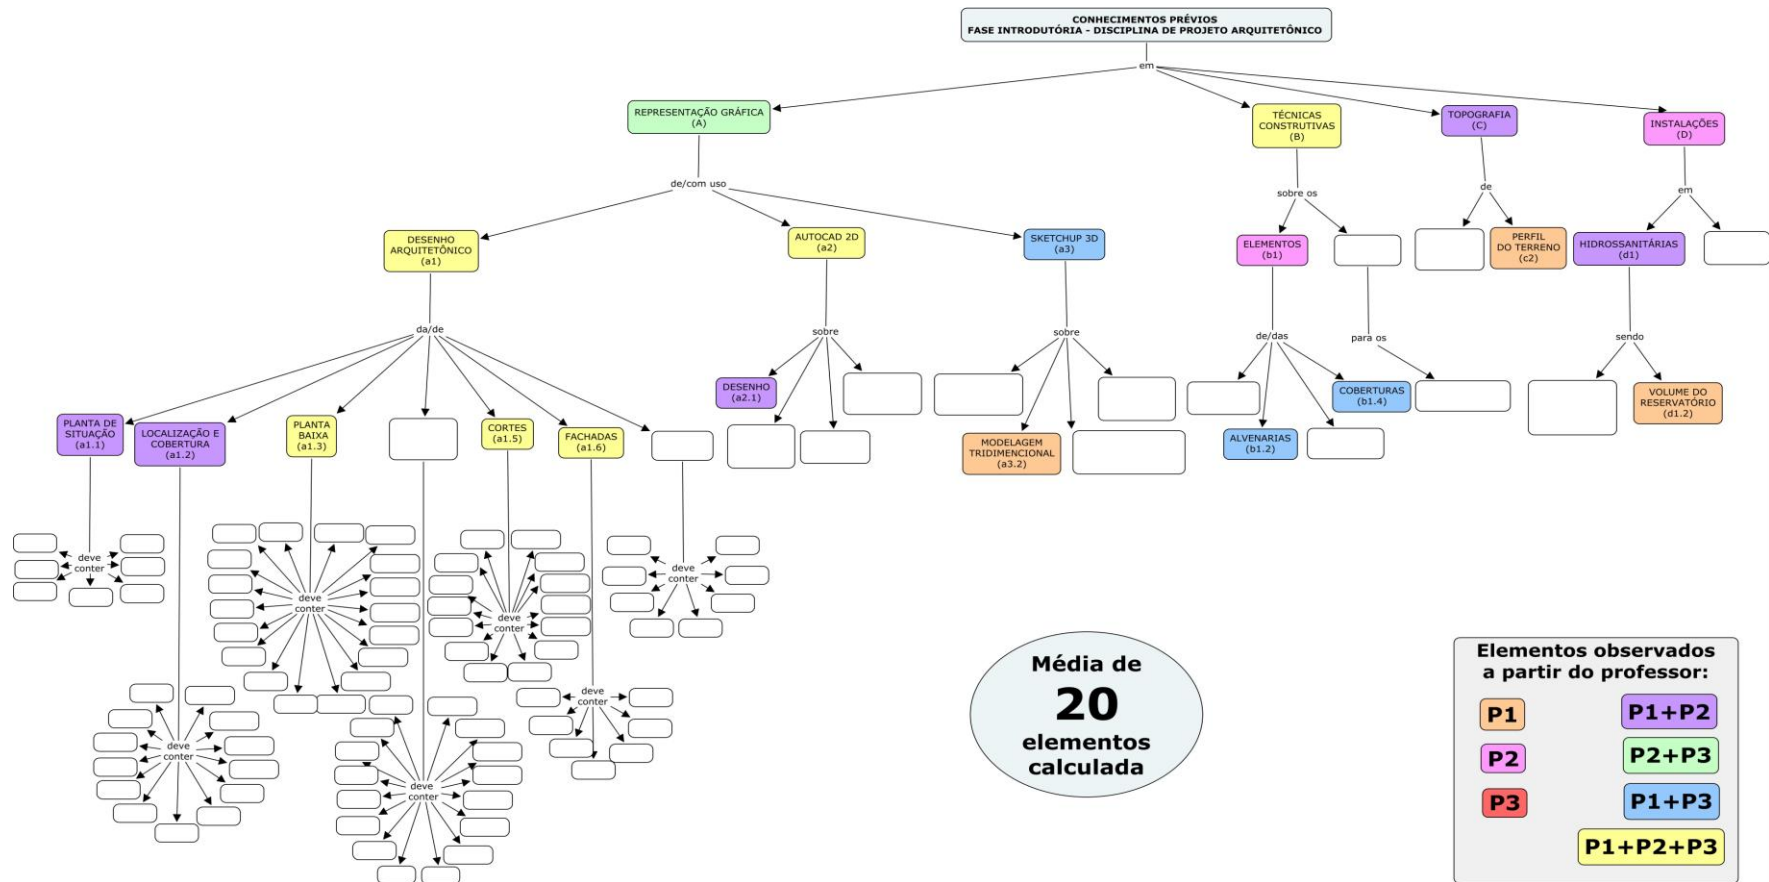 CONHECIMENTOS PRÉVIOS
FASE INTRODUTÓRIA - DISCIPLINA DE PROJETO ARQUITETÔNICO
em
REPRESENTAÇÃO GRÁFICA
(A)
TÉCNICAS
CONSTRUTIVAS
(B)
TOPOGRAFIA
(C)
INSTALAÇÕES
(D)
de/com uso
sobre os
de
em
DESENHO
ARQUITETÔNICO
(a1)
AUTOCAD 2D
(a2)
SKETCHUP 3D
(a3)
ELEMENTOS
(b1)
PERFIL
DO TERRENO
(c2)
HIDROSSANITÁRIAS
(d1)
da/de
sobre
sobre
de/das
para os
sendo
DESENHO
(a2.1)
COBERTURAS
(b1.4)
VOLUME DO
RESERVATÓRIO
(d1.2)
PLANTA DE
SITUAÇÃO
(a1.1)
LOCALIZAÇÃO E
COBERTURA
(a1.2)
PLANTA
BAIXA
(a1.3)
CORTES
(a1.5)
FACHADAS
(a1.6)
MODELAGEM
TRIDIMENCIONAL
(a3.2)
ALVENARIAS
(b1.2)
deve
conter
deve
conter
deve
conter
deve
conter
deve
conter
deve
conter
deve
conter
Média de
20
elementos
calculada
Elementos observados
a partir do professor:
P1
P1+P2
P2
P2+P3
P3
P1+P3
P1+P2+P3